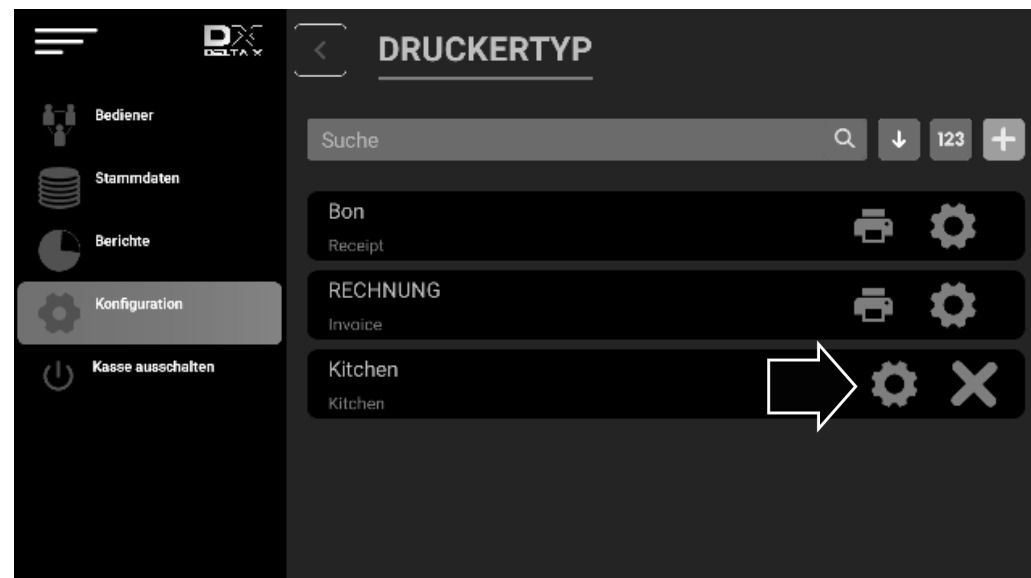 DX
DELTA X
DRUCKERTYP
Bediener
Suche
123
Stammdaten
Bon
Receipt
Berichte
RECHNUNG
Invoice
Konfiguration
Kitchen
Kitchen
Kasse ausschalten